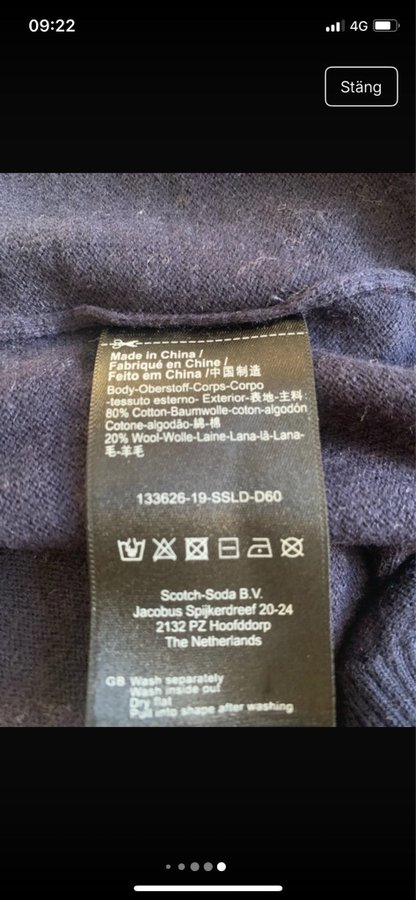 09:22
4G
Stäng
Made in China /
Fabriqué en Chine /
Feito em China /中国制造
Body-Oberstoff-Corps-Corpo
-tessuto esterno- Exterior-表地-主料:
80% Cotton-Baumwolle-coton-algodón
Cotone-algodão-綿-棉
20% Wool-Wolle-Laine-Lana-lã-Lana-
毛-羊毛
133626-19-SSLD-D60
Scotch-Soda B.V.
Jacobus Spijkerdreef 20-24
2132 PZ Hoofddorp
The Netherlands
GB Wash separately
Wash inside out
Dry flat
Pull into shape after washing